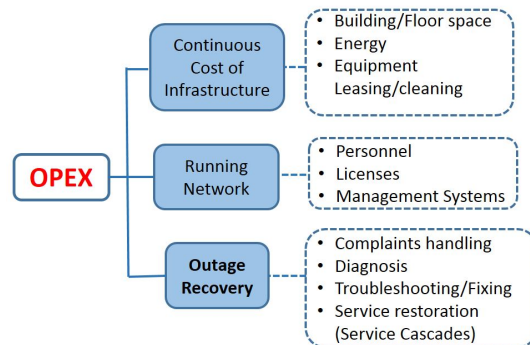 OPEX
Continuous
Cost of
Infrastructure
• Building/Floor space
• Energy
• Equipment
Leasing/cleaning
Running
Network
• Personnel
• Licenses
• Management Systems
Outage
Recovery
• Complaints handling
• Diagnosis
• Troubleshooting/Fixing
• Service restoration
(Service Cascades)